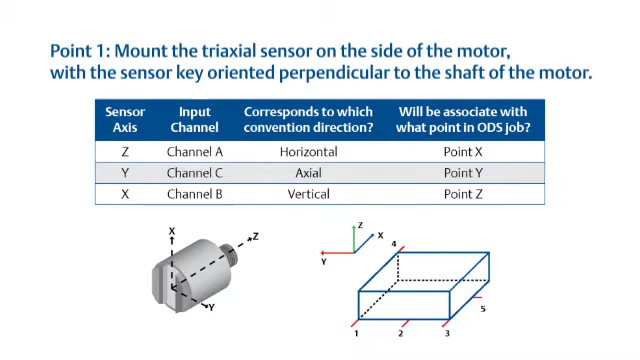 Point 1: Mount the triaxial sensor on the side of the motor,
with the sensor key oriented perpendicular to the shaft of the motor.
Sensor Axis Input Channel Corresponds to which convention direction? Will be associate with what point in ODS job?
Z Channel A Horizontal Point X
Y Channel C Axial Point Y
X Channel B Vertical Point Z
X
Z
Y
Z
X
Y
4
5
1 2 3